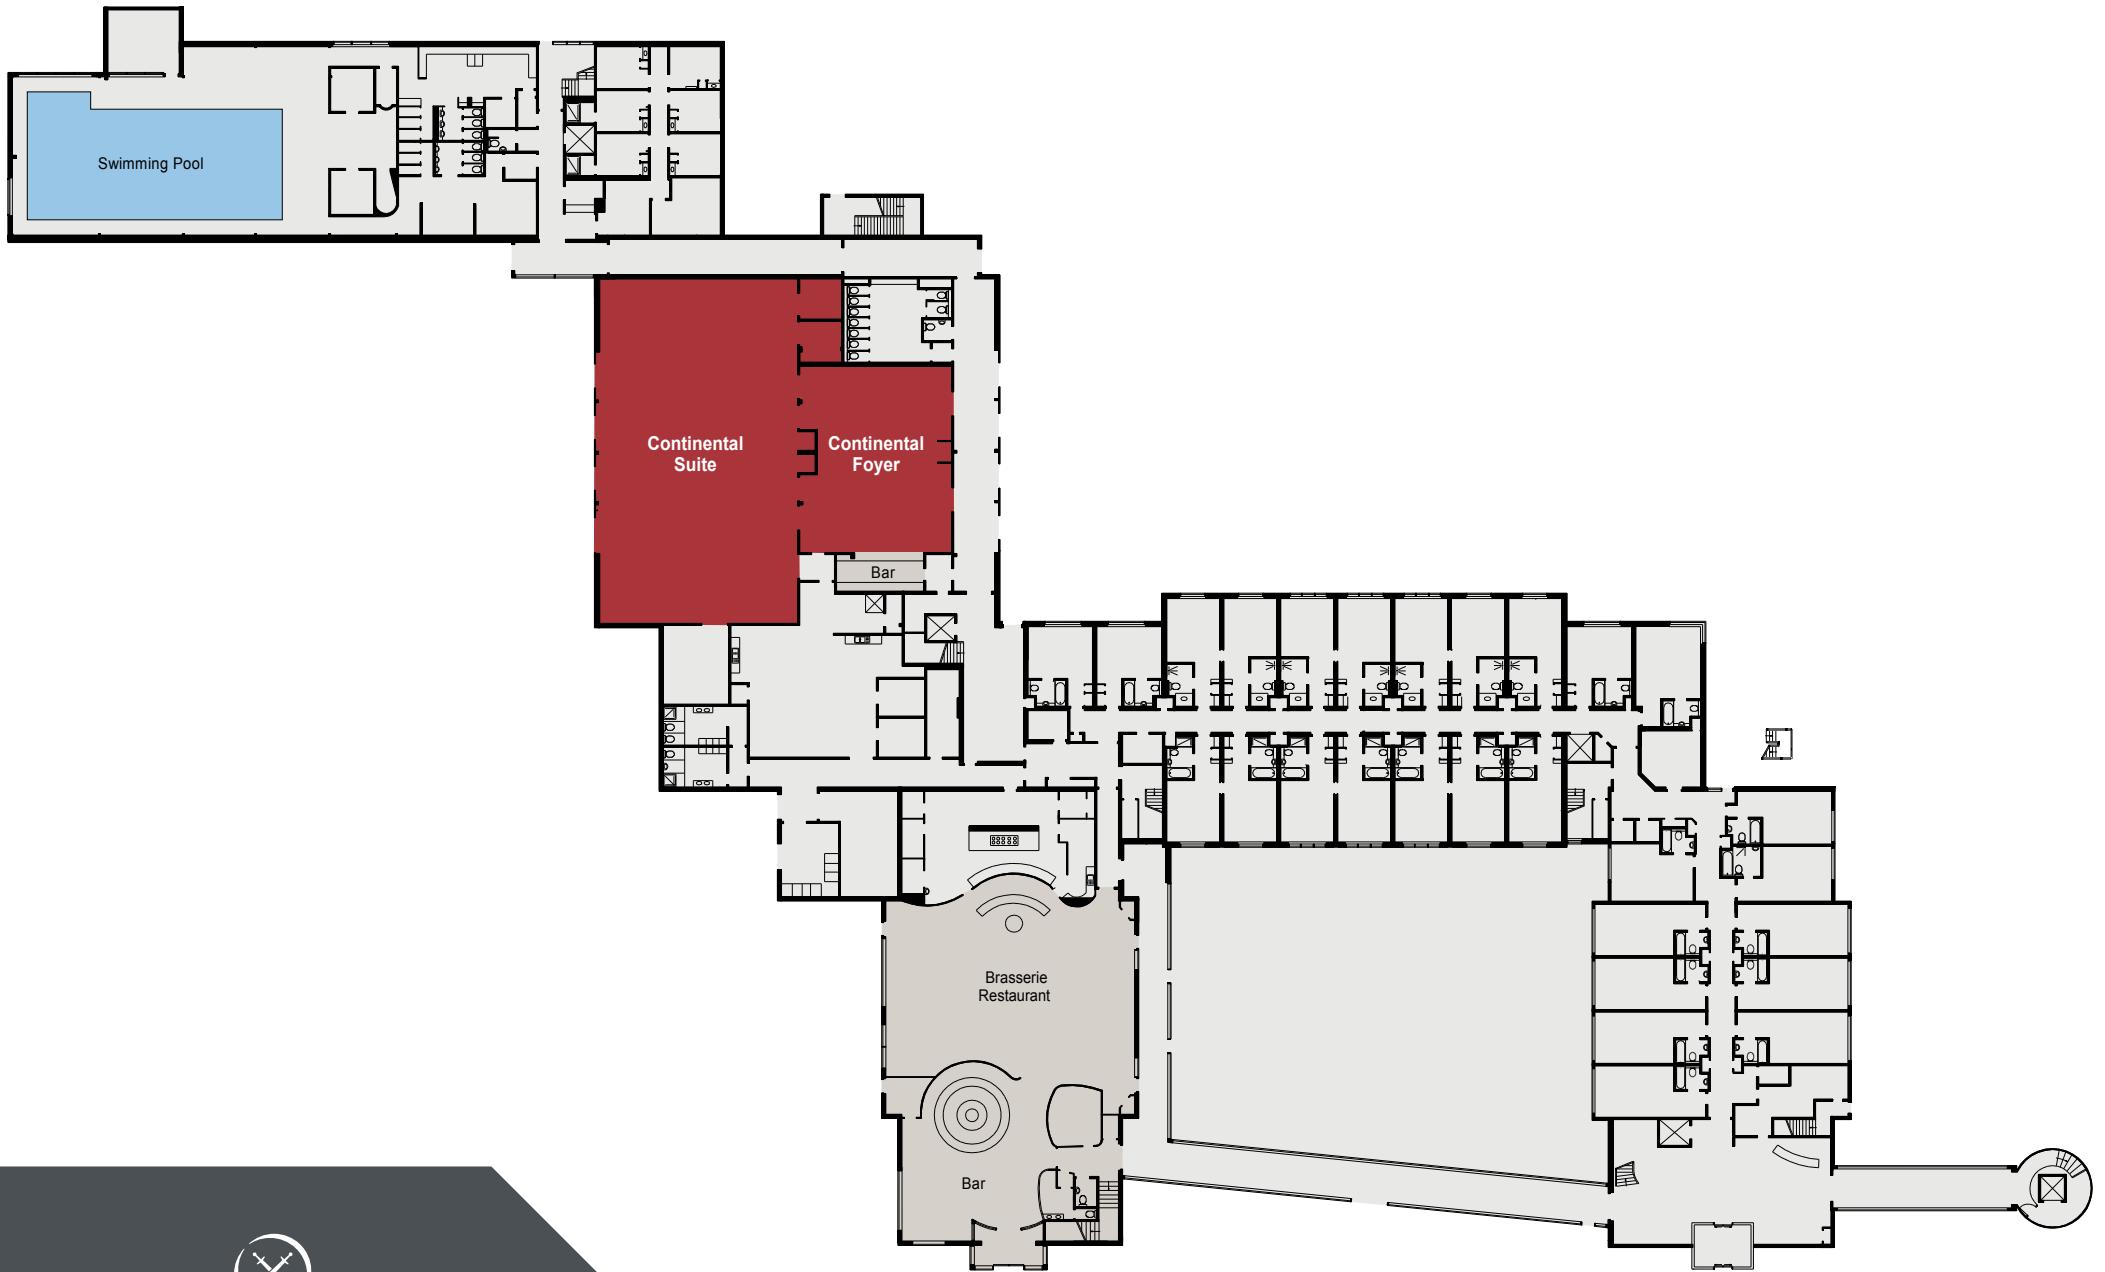 Swimming Pool
Continental
Suite
Continental
Foyer
Bar
Brasserie
Restaurant
Bar